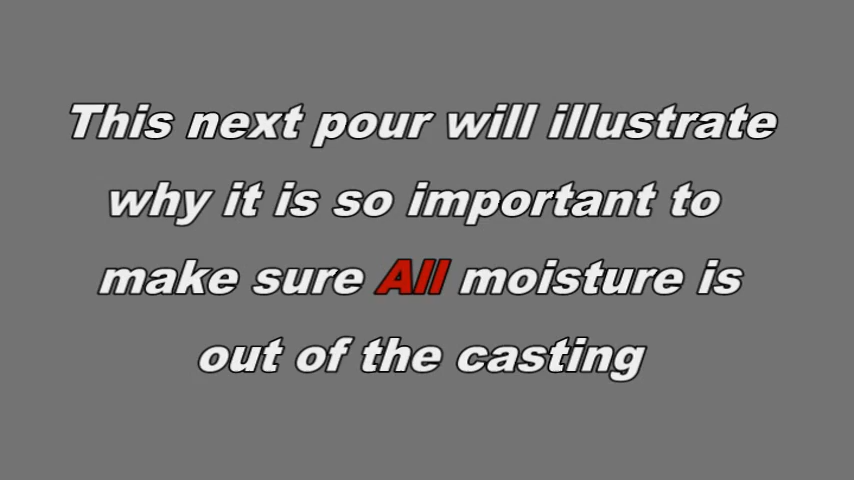 This next pour will illustrate
why it is so important to
make sure All moisture is
out of the casting